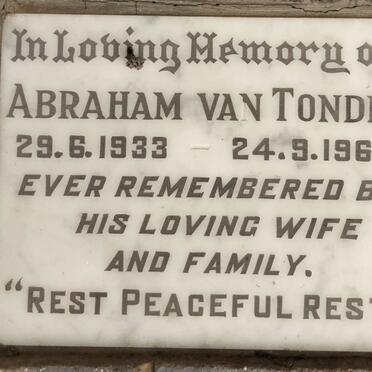 In Loving Memory o
ABRAHAM VAN TOND
29.6.1933 – 24.9.196
EVER REMEMBERED B
HIS LOVING WIFE
AND FAMILY.
"REST PEACEFUL REST